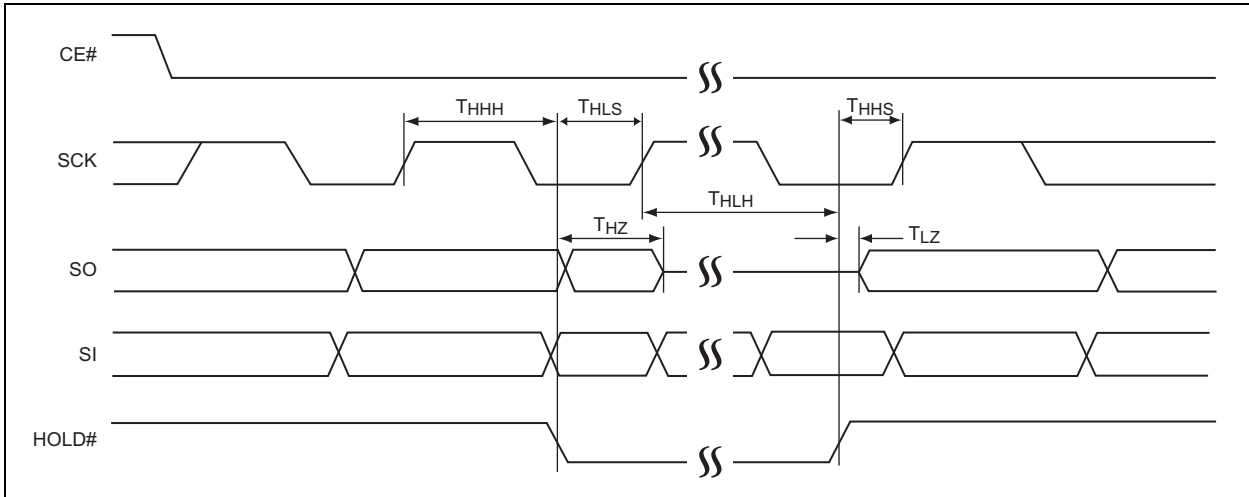 CE#
THHH THLS THHS
SCK
THLH
THZ TLZ
SO
SI
HOLD#